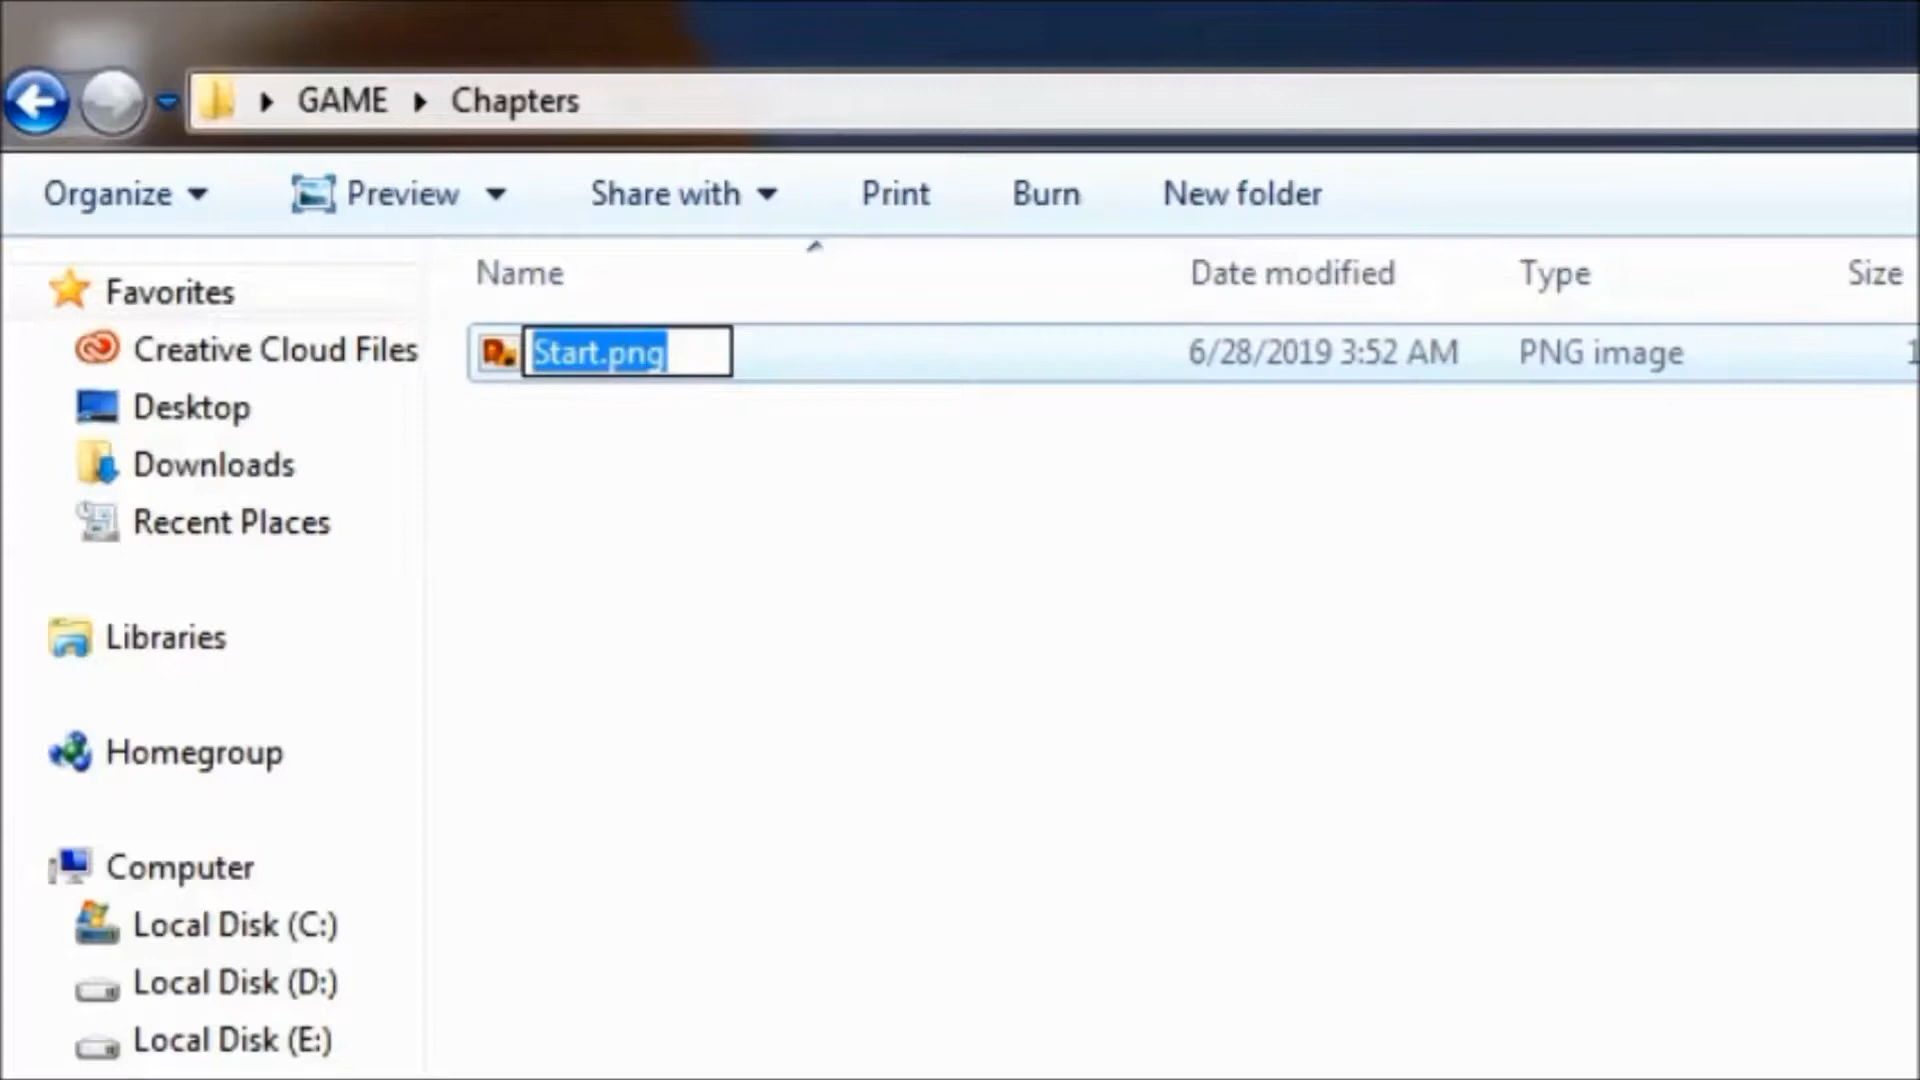 GAME Chapters
Organize Preview Share with Print Burn New folder
Name Date modified Type Size
Favorites
Start.png 6/28/2019 3:52 AM PNG image 1
Creative Cloud Files
Desktop
Downloads
Recent Places
Libraries
Homegroup
Computer
Local Disk (C:)
Local Disk (D:)
Local Disk (E:)